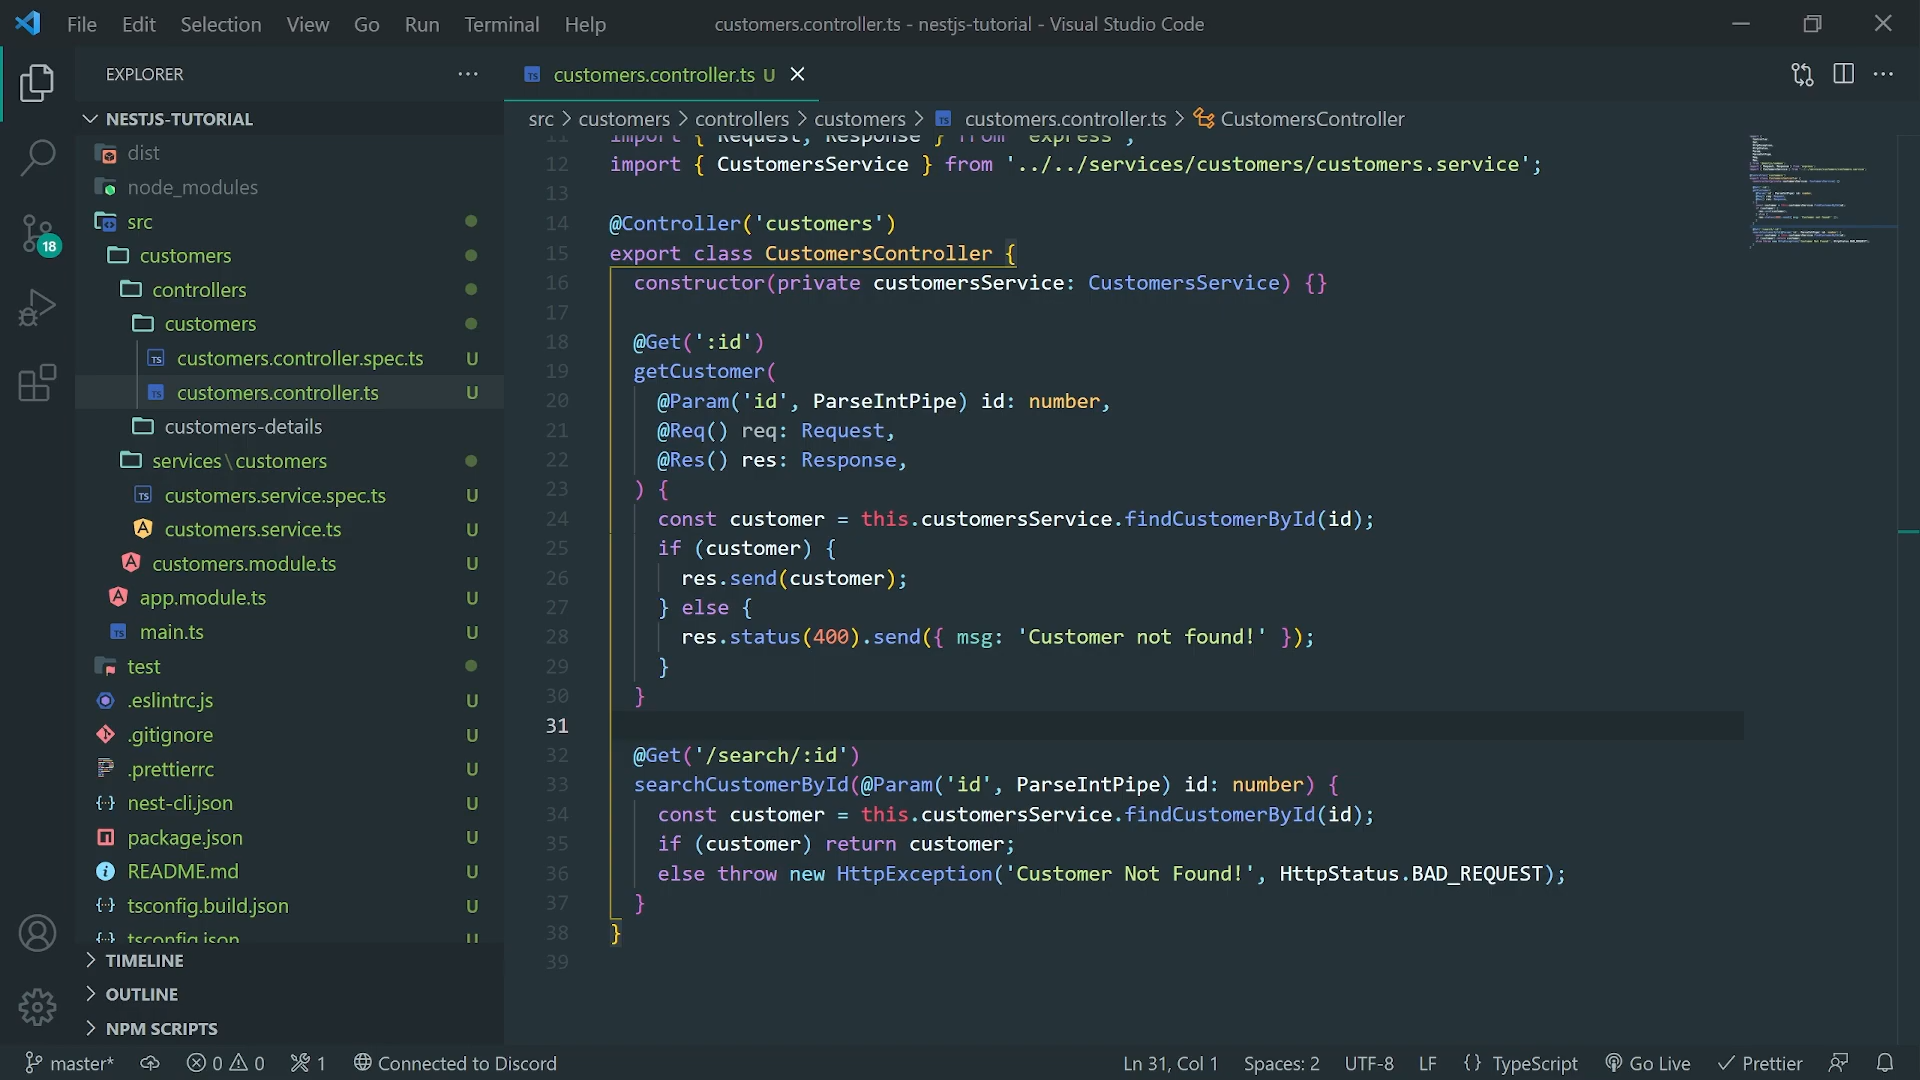 File Edit Selection View Go Run Terminal Help customers.controller.ts - nestjs-tutorial - Visual Studio Code
EXPLORER
NESTJS-TUTORIAL
dist
node_modules
src
customers
controllers
customers
customers.controller.spec.ts U
customers.controller.ts U
customers-details
services\customers
customers.service.spec.ts U
customers.service.ts U
customers.module.ts U
app.module.ts U
main.ts U
test
.eslintrc.js U
.gitignore U
.prettierrc U
nest-cli.json U
package.json U
README.md U
tsconfig.build.json U
tsconfig.json U
TIMELINE
OUTLINE
NPM SCRIPTS
18
customers.controller.ts U
src > customers > controllers > customers > customers.controller.ts > CustomersController
11 import { Request, Response } from 'express';
12 import { CustomersService } from '../../services/customers/customers.service';
13
14 @Controller('customers')
15 export class CustomersController {
16 constructor(private customersService: CustomersService) {}
17
18 @Get(':id')
19 getCustomer(
20 @Param('id', ParseIntPipe) id: number,
21 @Req() req: Request,
22 @Res() res: Response,
23 ) {
24 const customer = this.customersService.findCustomerById(id);
25 if (customer) {
26 res.send(customer);
27 } else {
28 res.status(400).send({ msg: 'Customer not found!' });
29 }
30 }
31
32 @Get('/search/:id')
33 searchCustomerById(@Param('id', ParseIntPipe) id: number) {
34 const customer = this.customersService.findCustomerById(id);
35 if (customer) return customer;
36 else throw new HttpException('Customer Not Found!', HttpStatus.BAD_REQUEST);
37 }
38 }
39
master* 0 0 1 Connected to Discord Ln 31, Col 1 Spaces: 2 UTF-8 LF {} TypeScript Go Live Prettier